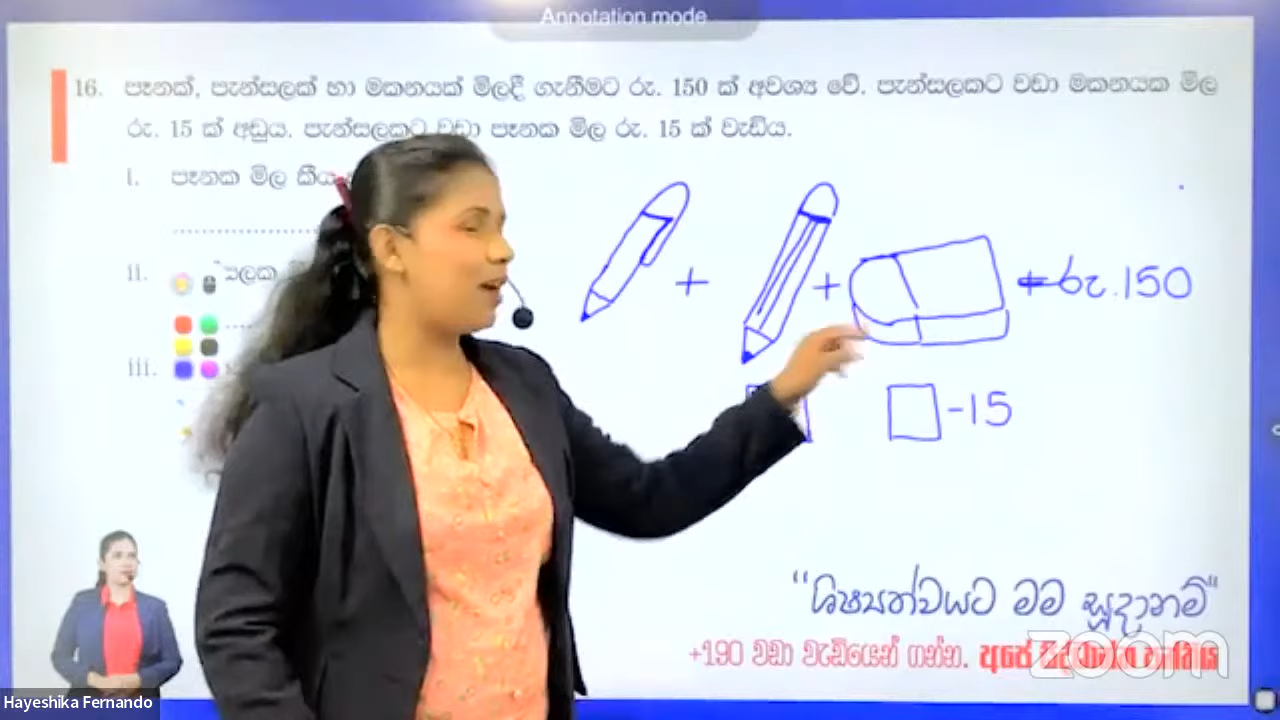 Annotation mode
16. පෑනක්, පැන්සලක් හා මකනයක් මිලදී ගැනීමට රු. 150 ක් අවශ්‍ය වේ. පැන්සලකට වඩා මකනයක මිල
රු. 15 ක් අඩුය. පැන්සලකට වඩා පෑනක මිල රු. 15 ක් වැඩිය.
i. පෑනක මිල කීය
ii.
+ + = රු. 150
iii.
-15
"ශිෂ්‍යත්වයට මම සූදානම්"
+190 වඩා වැඩියෙන් ගන්න. අපේ
zoom
Hayeshika Fernando